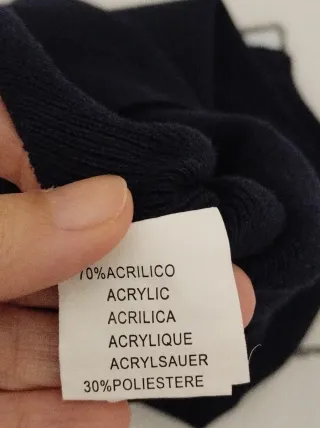 70%ACRILICO
ACRYLIC
ACRILICA
ACRYLIQUE
ACRYLSAUER
30%POLIESTERE